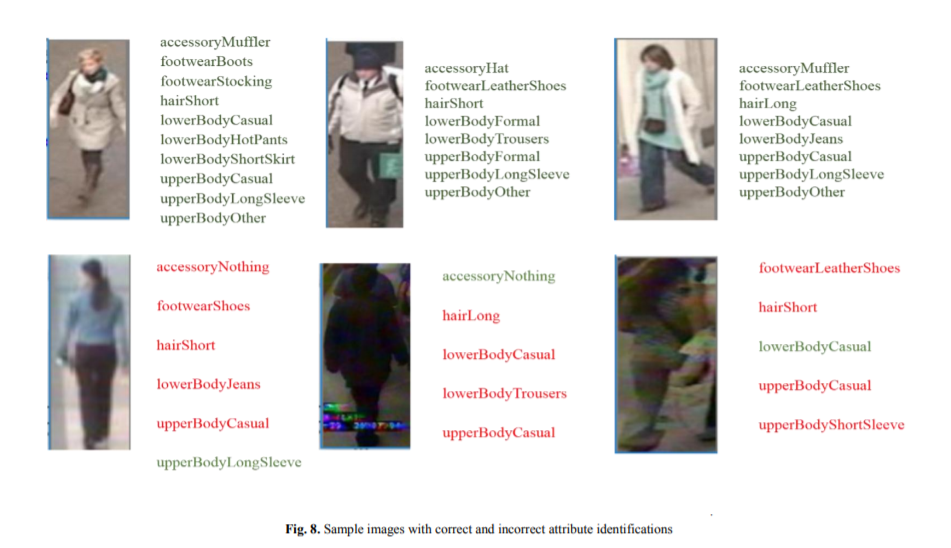 accessoryMuffler
footwearBoots
footwearStocking
hairShort
lowerBodyCasual
lowerBodyHotPants
lowerBodyShortSkirt
upperBodyCasual
upperBodyLongSleeve
upperBodyOther
accessoryHat
footwearLeatherShoes
hairShort
lowerBodyFormal
lowerBodyTrousers
upperBodyFormal
upperBodyLongSleeve
upperBodyOther
accessoryMuffler
footwearLeatherShoes
hairLong
lowerBodyCasual
lowerBodyJeans
upperBodyCasual
upperBodyLongSleeve
upperBodyOther
accessoryNothing
footwearShoes
hairShort
lowerBodyJeans
upperBodyCasual
upperBodyLongSleeve
accessoryNothing
hairLong
lowerBodyCasual
lowerBodyTrousers
upperBodyCasual
footwearLeatherShoes
hairShort
lowerBodyCasual
upperBodyCasual
upperBodyShortSleeve
Fig. 8. Sample images with correct and incorrect attribute identifications